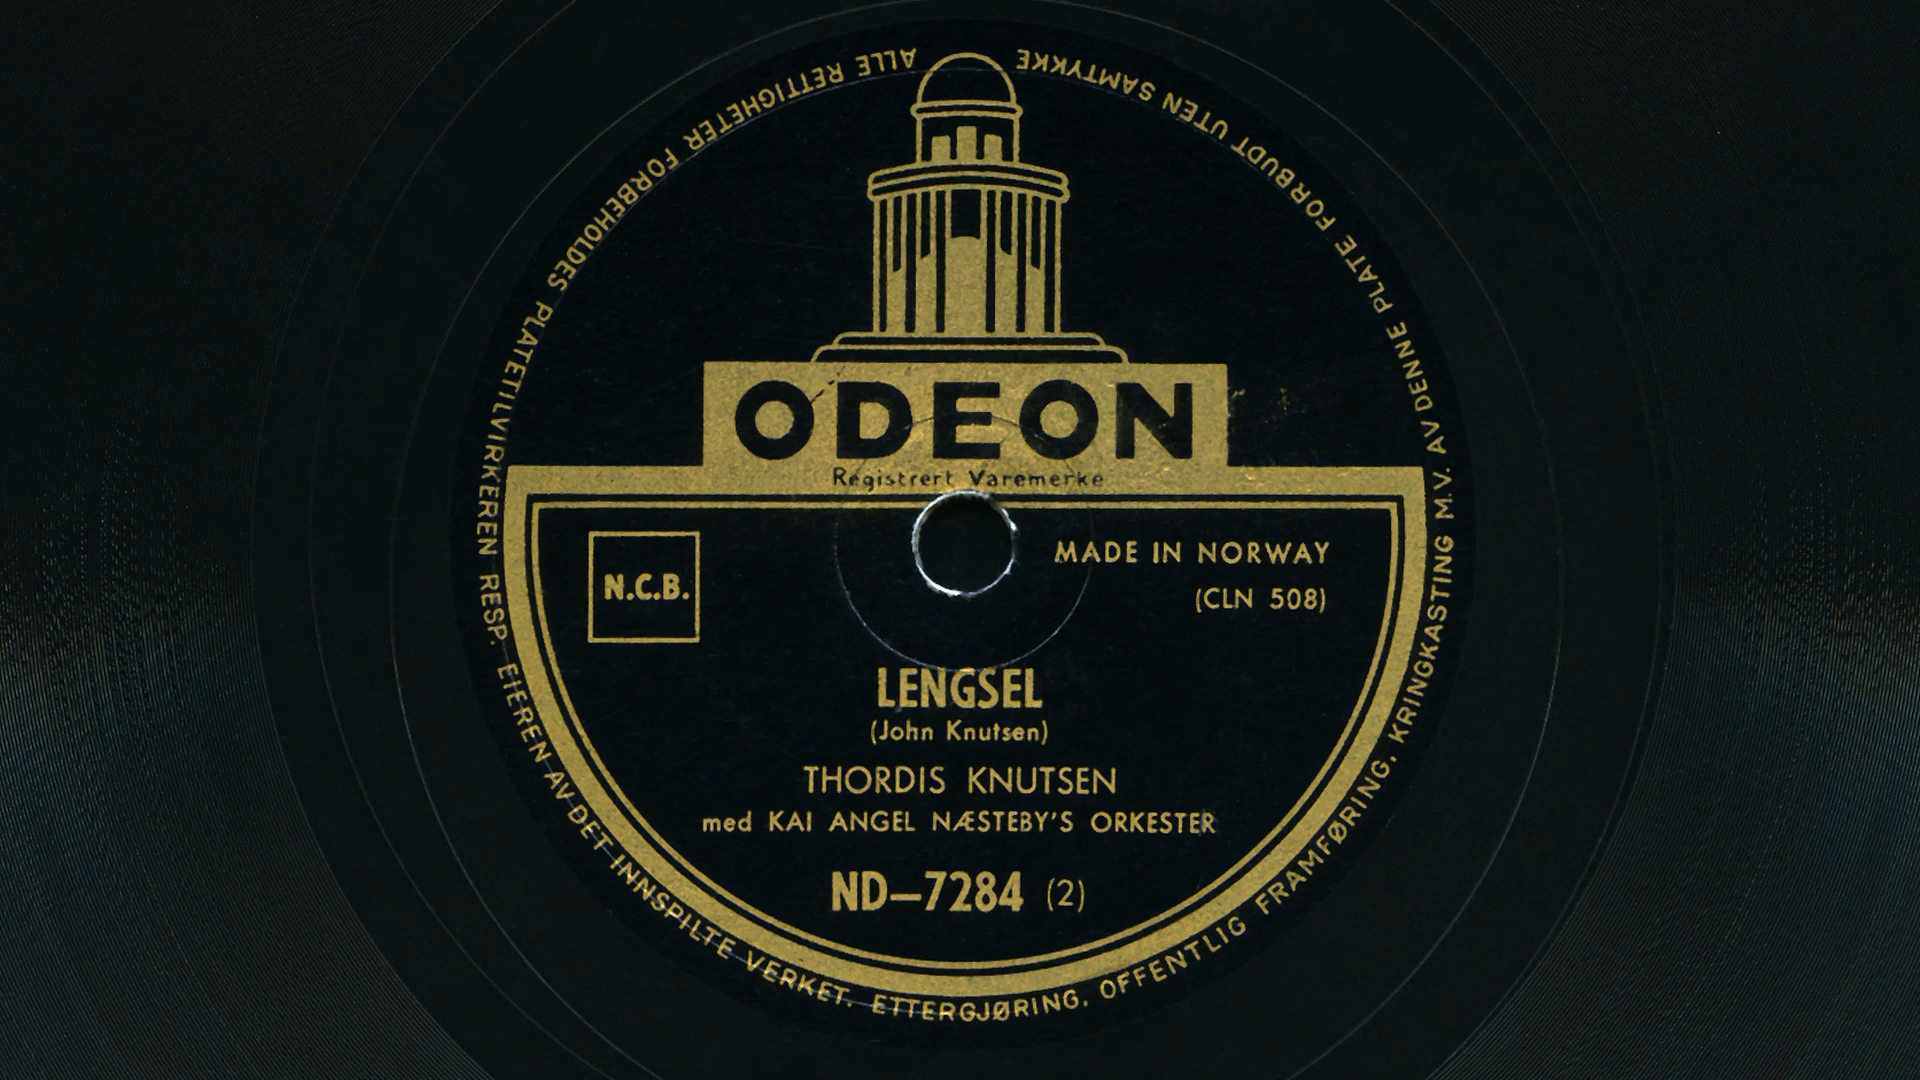 ALLE RETTIGHETER FORBEHOLDES PLATETILVIRKEREN RESP. EIEREN AV DET INNSPILTE VERKET. ETTERGJØRING, OFFENTLIG FRAMFØRING, KRINGKASTING M.V. AV DENNE PLATE FORBUDT UTEN SAMTYKKE
ODEON
Registrert Varemerke
N.C.B.
MADE IN NORWAY
(CLN 508)
LENGSEL
(John Knutsen)
THORDIS KNUTSEN
med KAI ANGEL NÆSTEBY'S ORKESTER
ND–7284 (2)